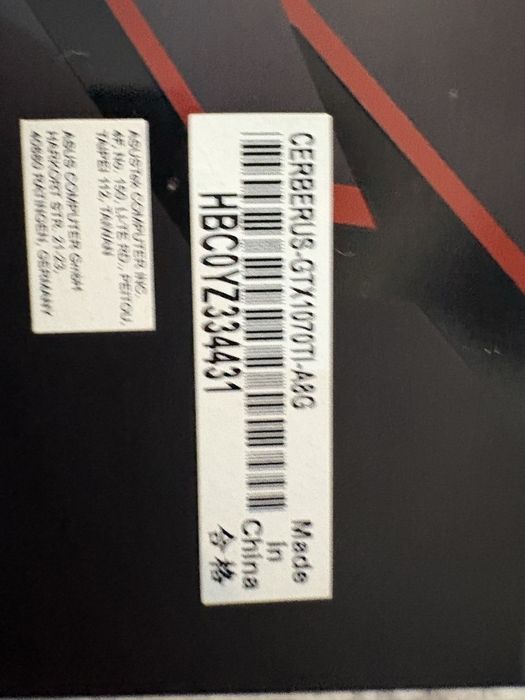 CERBERUS-GTX1070TI-A8G
HBC0YZ334431
Made
in
China
合格
ASUSTeK COMPUTER INC.
4F, No. 150, LI-TE RD., PEITOU,
TAIPEI 112, TAIWAN
ASUS COMPUTER GmbH
HARKORT STR. 21-23,
40880 RATINGEN, GERMANY